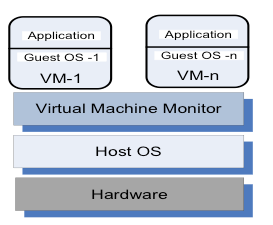 Application
Guest OS -1
VM-1
Application
Guest OS -n
VM-n
Virtual Machine Monitor
Host OS
Hardware